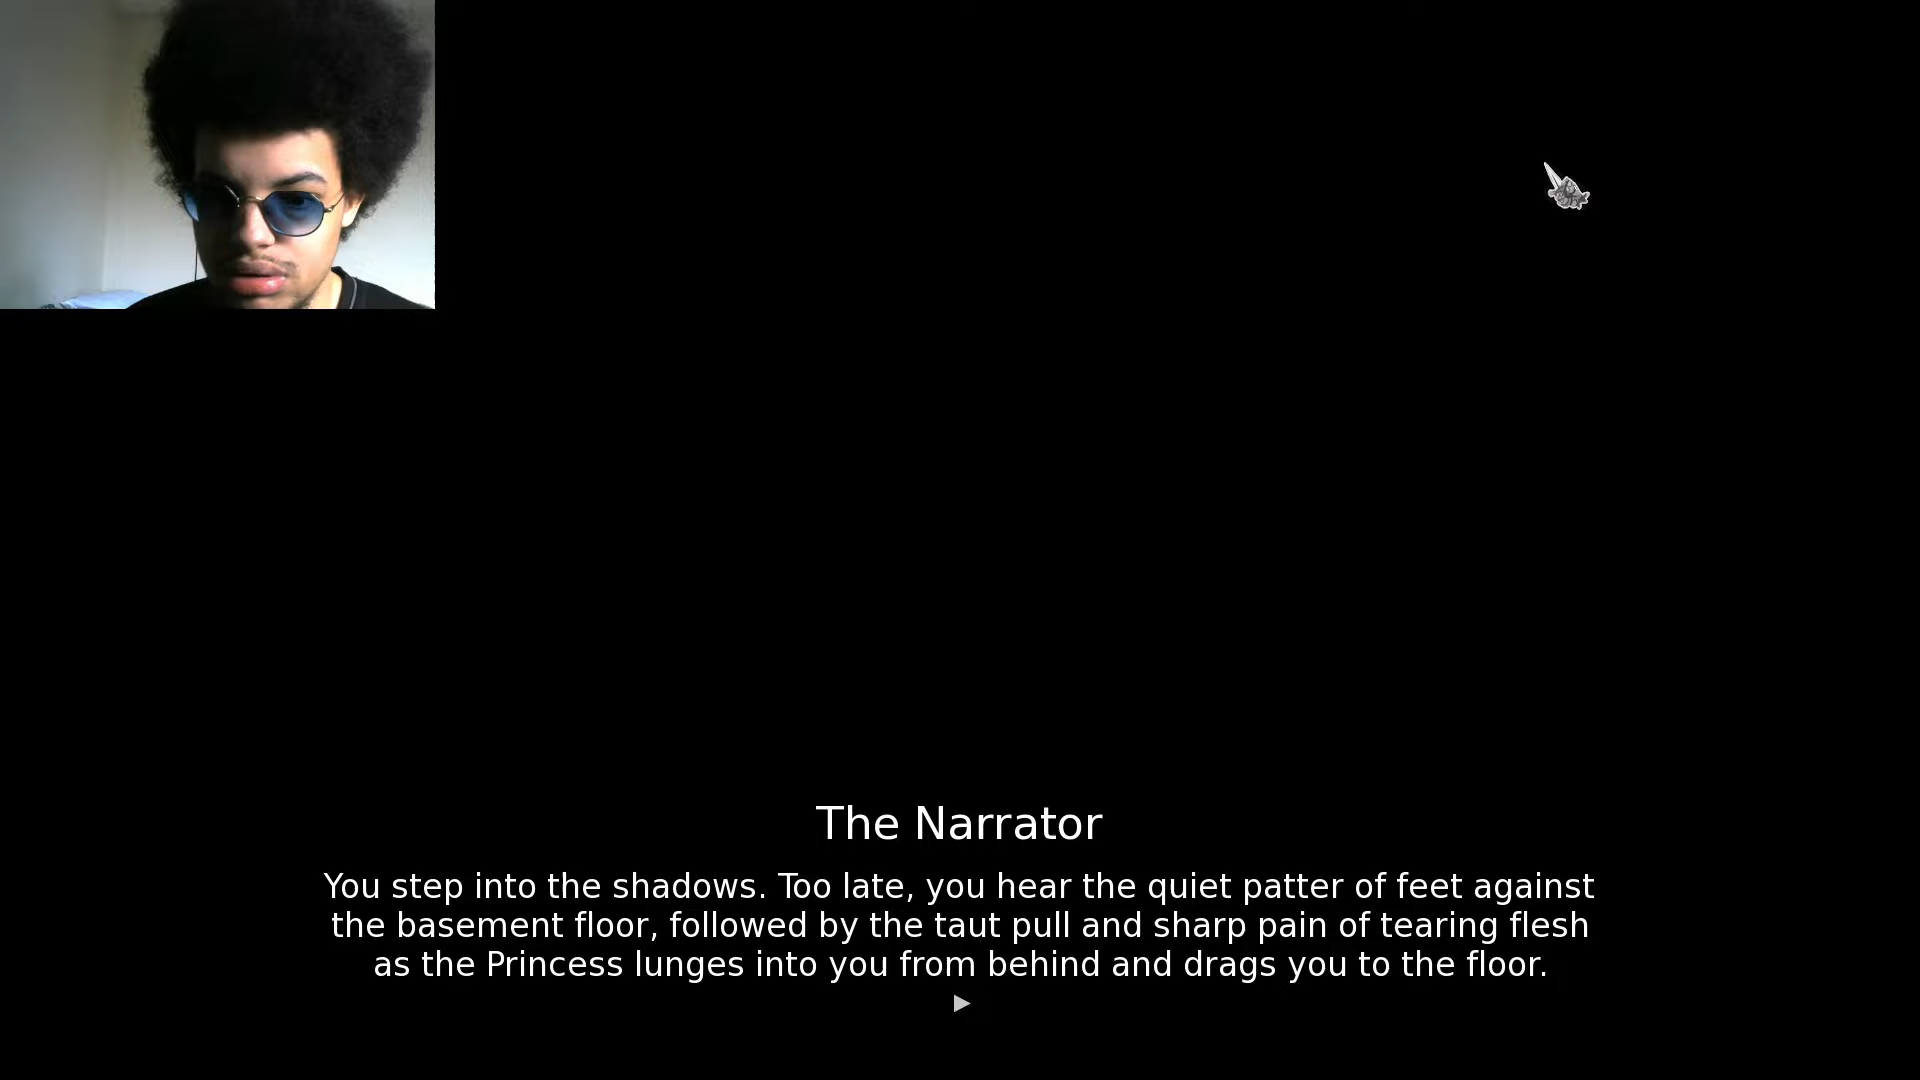 The Narrator
You step into the shadows. Too late, you hear the quiet patter of feet against
the basement floor, followed by the taut pull and sharp pain of tearing flesh
as the Princess lunges into you from behind and drags you to the floor.